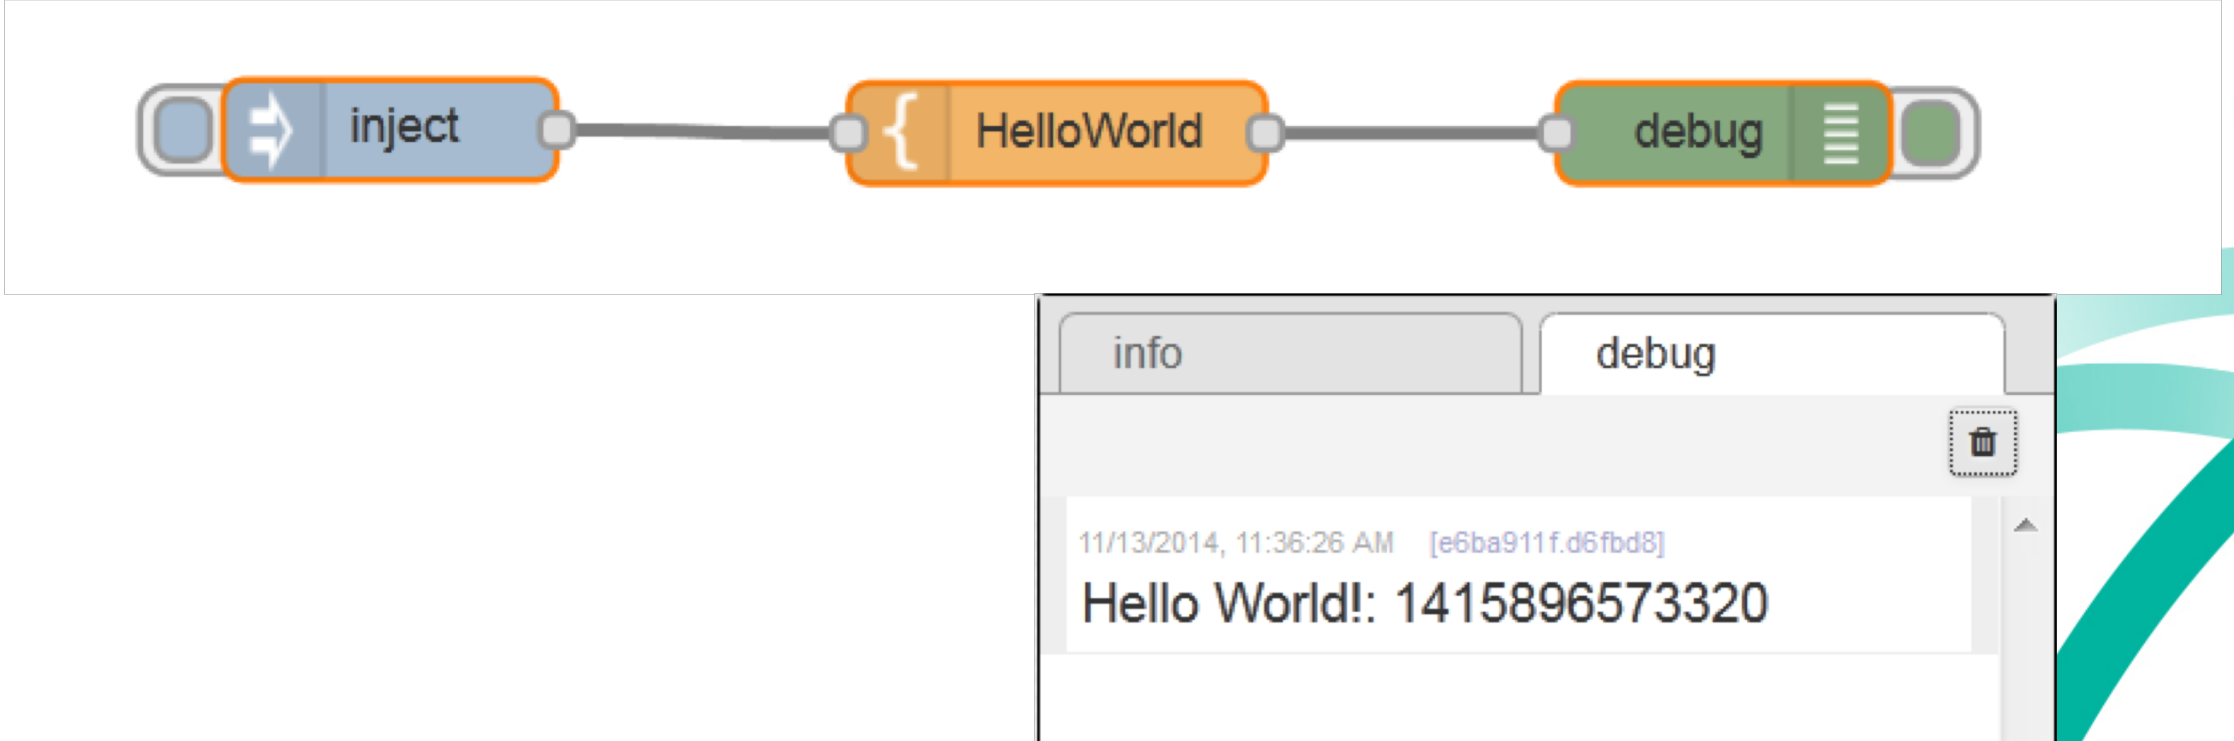 inject
HelloWorld
debug
info
debug
11/13/2014, 11:36:26 AM [e6ba911f.d6fbd8]
Hello World!: 1415896573320